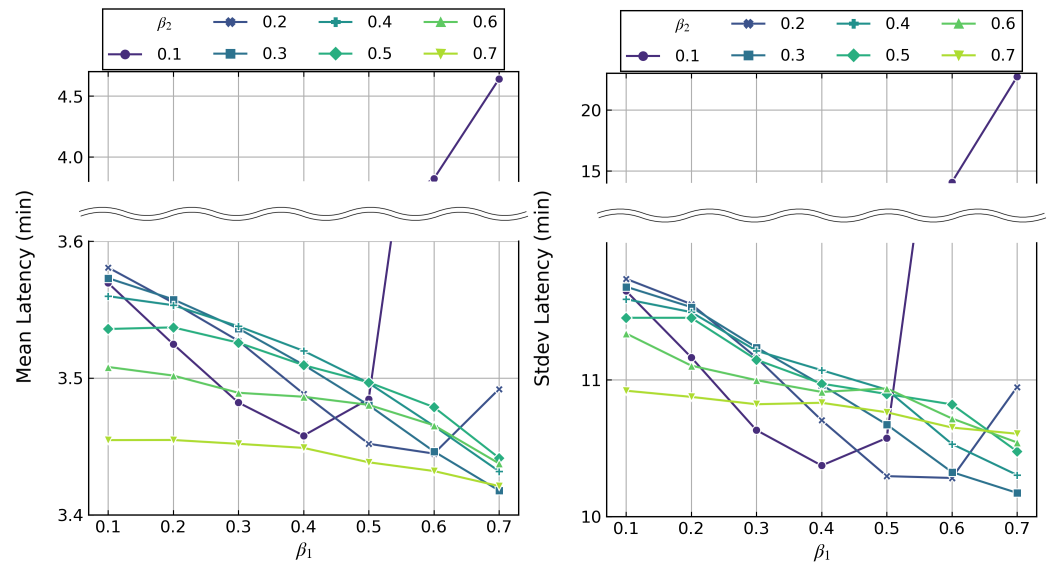 β2 0.2 0.4 0.6
0.1 0.3 0.5 0.7
4.5
4.0
3.6
3.5
3.4
Mean Latency (min)
0.1 0.2 0.3 0.4 0.5 0.6 0.7
β1
β2 0.2 0.4 0.6
0.1 0.3 0.5 0.7
20
15
11
10
Stdev Latency (min)
0.1 0.2 0.3 0.4 0.5 0.6 0.7
β1